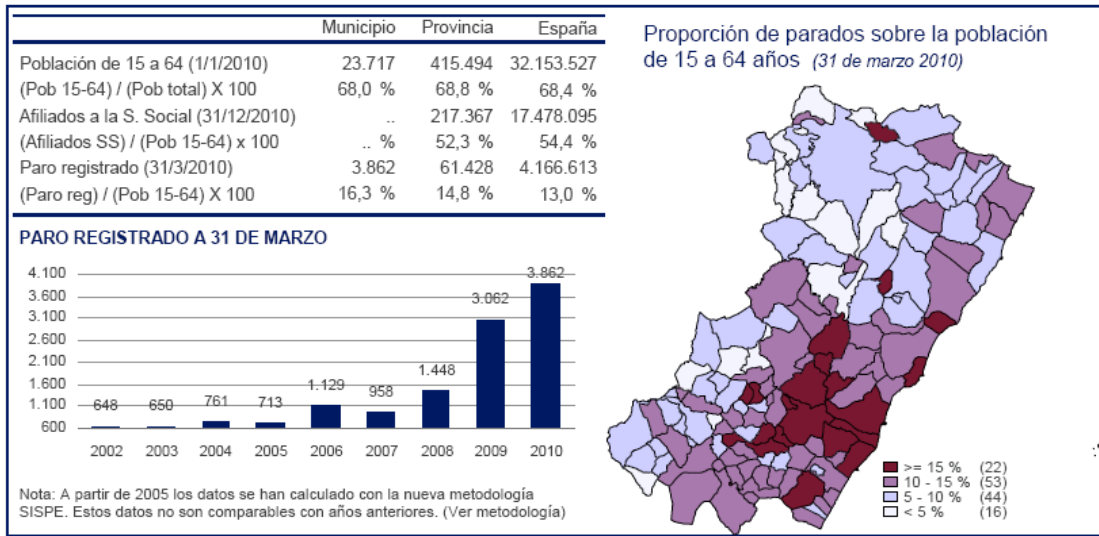 Municipio Provincia España
Población de 15 a 64 (1/1/2010) 23.717 415.494 32.153.527
(Pob 15-64) / (Pob total) X 100 68,0 % 68,8 % 68,4 %
Afiliados a la S. Social (31/12/2010) .. 217.367 17.478.095
(Afiliados SS) / (Pob 15-64) x 100 .. % 52,3 % 54,4 %
Paro registrado (31/3/2010) 3.862 61.428 4.166.613
(Paro reg) / (Pob 15-64) X 100 16,3 % 14,8 % 13,0 %
PARO REGISTRADO A 31 DE MARZO
4.100
3.600
3.100
2.600
2.100
1.600
1.100
600
648 650 761 713 1.129 958 1.448 3.062 3.862
2002 2003 2004 2005 2006 2007 2008 2009 2010
Nota: A partir de 2005 los datos se han calculado con la nueva metodología
SISPE. Estos datos no son comparables con años anteriores. (Ver metodología)
Proporción de parados sobre la población
de 15 a 64 años (31 de marzo 2010)
>= 15 % (22)
10 - 15 % (53)
5 - 10 % (44)
< 5 % (16)